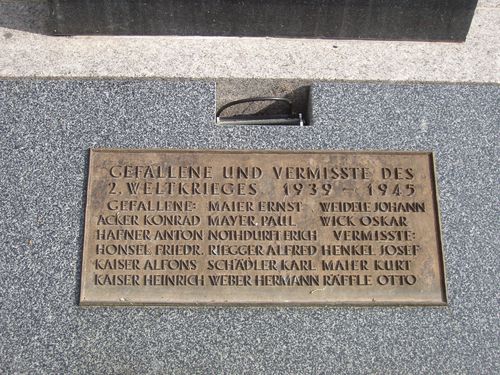 GEFALLENE UND VERMISSTE DES
2. WELTKRIEGES 1939 - 1945
GEFALLENE: MAIER ERNST WEIDELE JOHANN
ACKER KONRAD MAYER, PAUL WICK OSKAR
HAFNER ANTON NOTHDURFT ERICH VERMISSTE:
HONSEL FRIEDR. RIEGGER ALFRED HENKEL JOSEF
KAISER ALFONS SCHÄDLER KARL MAIER KURT
KAISER HEINRICH WEBER HERMANN RÄFFLE OTTO